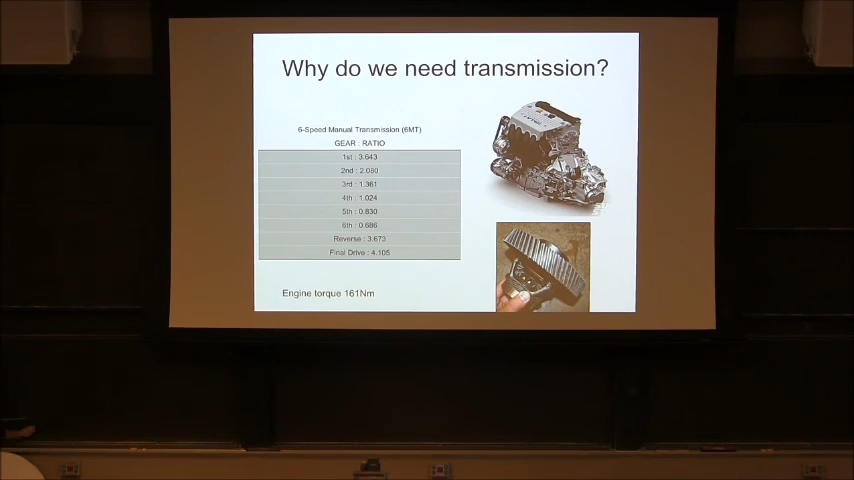 Why do we need transmission?
6-Speed Manual Transmission (6MT)
GEAR : RATIO
1st : 3.643
2nd : 2.080
3rd : 1.361
4th : 1.024
5th : 0.830
6th : 0.686
Reverse : 3.673
Final Drive : 4.105
Engine torque 161Nm